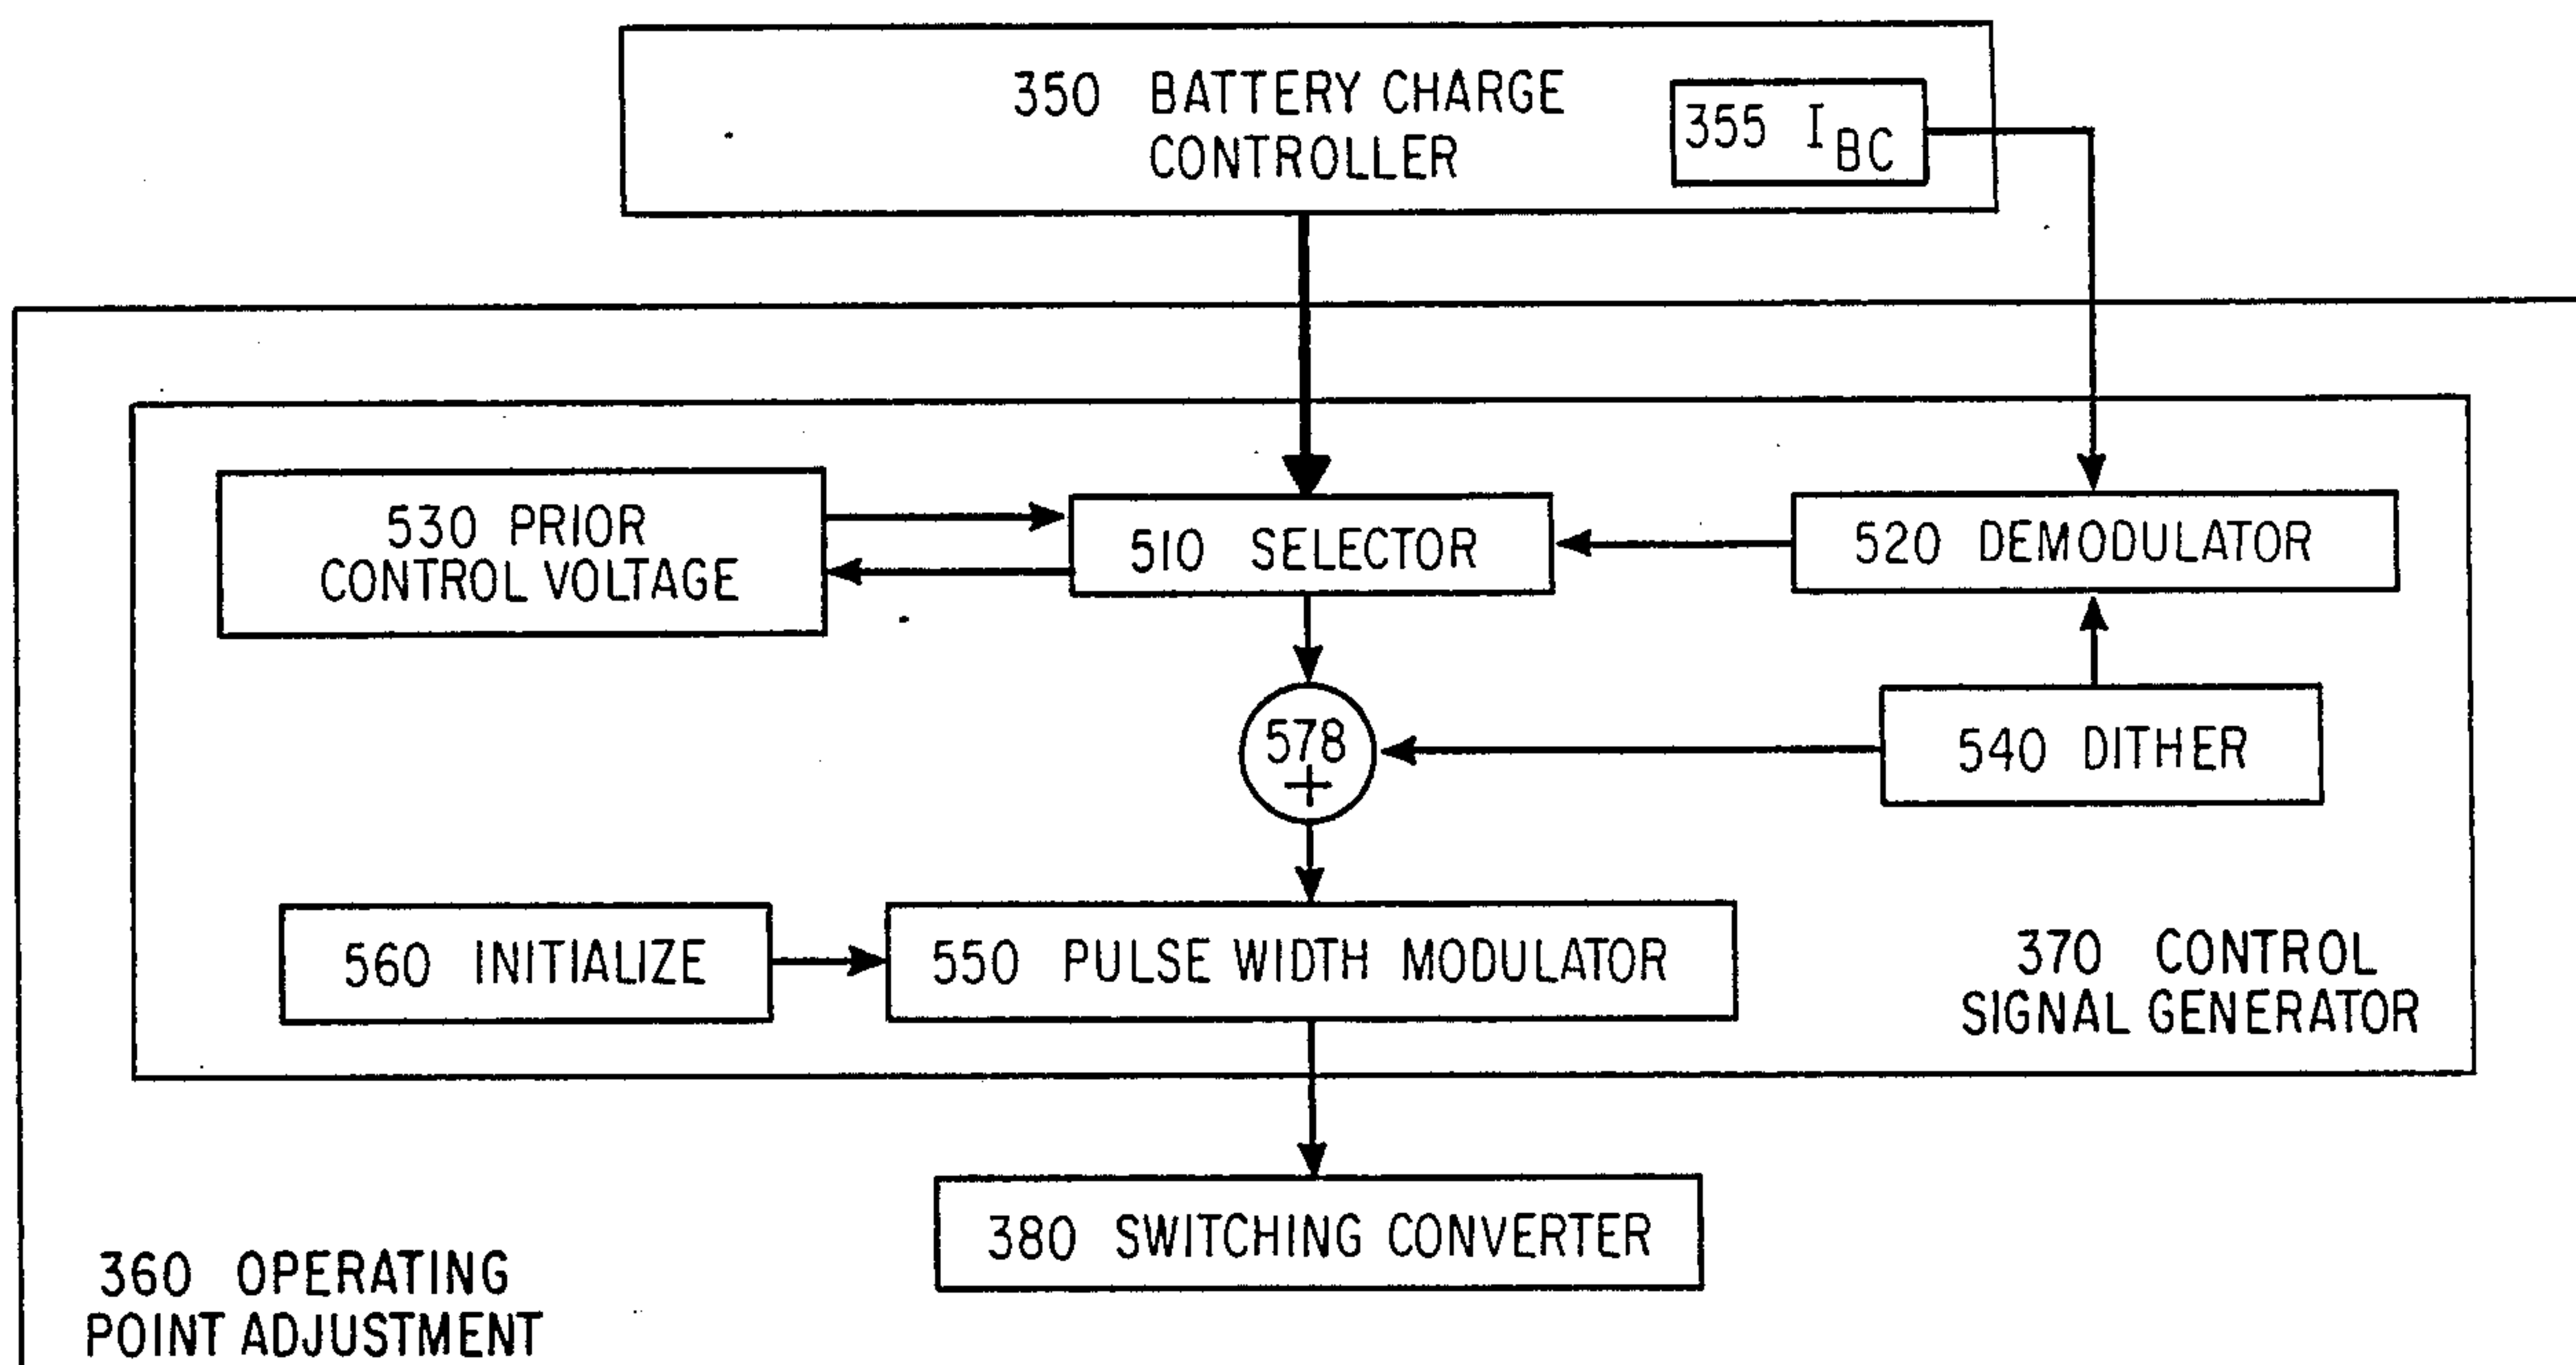 350 BATTERY CHARGE
CONTROLLER
355 I_BC
530 PRIOR
CONTROL VOLTAGE
510 SELECTOR
520 DEMODULATOR
578
+
540 DITHER
560 INITIALIZE
550 PULSE WIDTH MODULATOR
370 CONTROL
SIGNAL GENERATOR
380 SWITCHING CONVERTER
360 OPERATING
POINT ADJUSTMENT